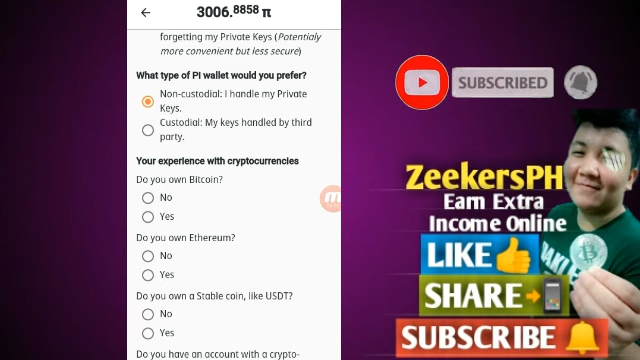 3006.8858 π
forgetting my Private Keys (Potentialy
more convenient but less secure)
What type of Pi wallet would you prefer?
Non-custodial: I handle my Private
Keys.
Custodial: My keys handled by third
party.
Your experience with cryptocurrencies
Do you own Bitcoin?
No
Yes
Do you own Ethereum?
No
Yes
Do you own a Stable coin, like USDT?
No
Yes
Do you have an account with a crypto-
SUBSCRIBED
ZeekersPH
Earn Extra
Income Online
LIKE
SHARE
SUBSCRIBE